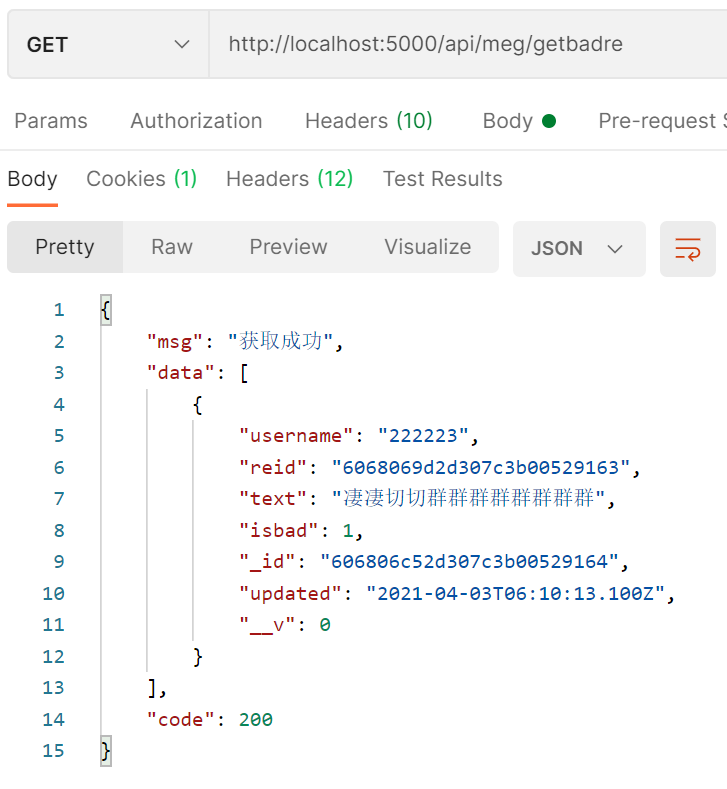 GET http://localhost:5000/api/meg/getbadre
Params Authorization Headers (10) Body Pre-request
Body Cookies (1) Headers (12) Test Results
Pretty Raw Preview Visualize JSON
1 {
2 "msg": "获取成功",
3 "data": [
4 {
5 "username": "222223",
6 "reid": "6068069d2d307c3b00529163",
7 "text": "凄凄切切群群群群群群群群",
8 "isbad": 1,
9 "_id": "606806c52d307c3b00529164",
10 "updated": "2021-04-03T06:10:13.100Z",
11 "__v": 0
12 }
13 ],
14 "code": 200
15 }